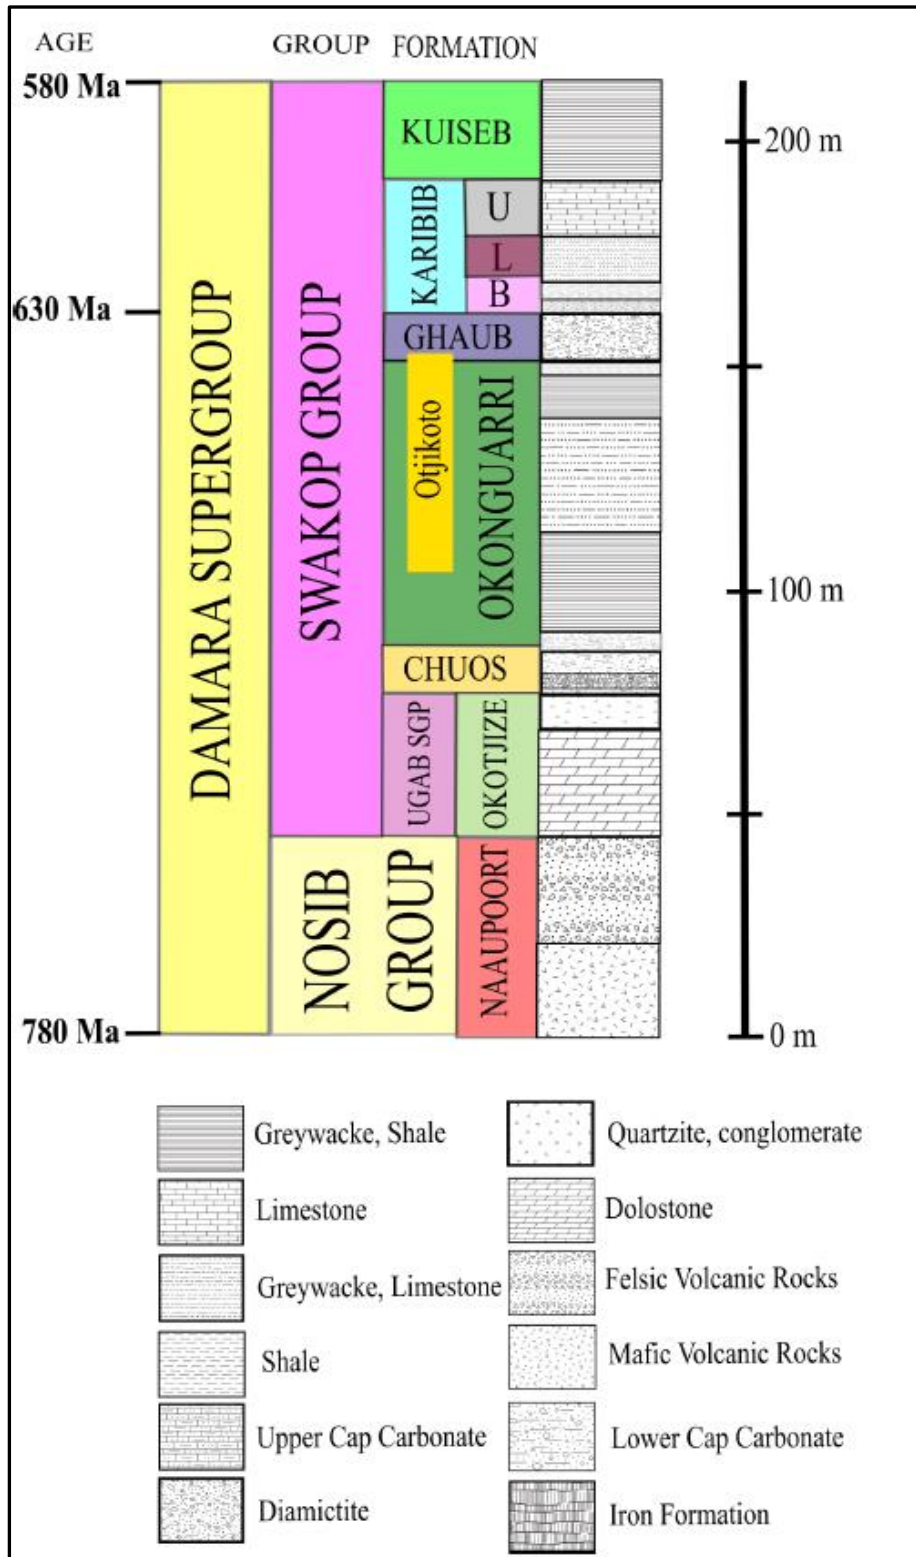 AGE GROUP FORMATION
580 Ma
KUISEB
200 m
KARIBIB
U
L
B
630 Ma
GHAUB
DAMARA SUPERGROUP
SWAKOP GROUP
Otjikoto
OKONGUARRI
100 m
CHUOS
UGAB SGP
OKOTJIZE
NOSIB
GROUP
NAAUPOORT
780 Ma
0 m
Greywacke, Shale
Quartzite, conglomerate
Limestone
Dolostone
Greywacke, Limestone
Felsic Volcanic Rocks
Shale
Mafic Volcanic Rocks
Upper Cap Carbonate
Lower Cap Carbonate
Diamictite
Iron Formation